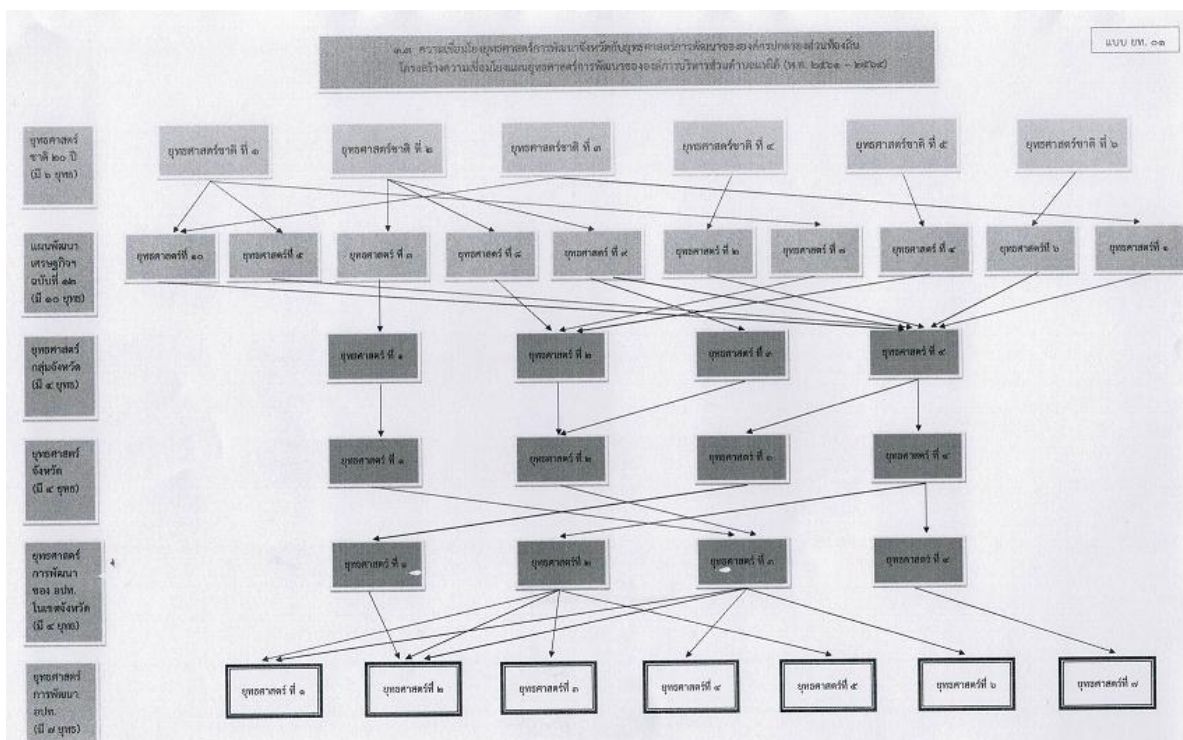 ๑.๓ ความเชื่อมโยงยุทธศาสตร์การพัฒนาจังหวัดกับยุทธศาสตร์การพัฒนาขององค์กรปกครองส่วนท้องถิ่น
โครงสร้างความเชื่อมโยงแผนยุทธศาสตร์การพัฒนาขององค์การบริหารส่วนตำบล (พ.ศ. ๒๕๖๑ – ๒๕๖๔)
แบบ ยท. ๐๑
ยุทธศาสตร์
ชาติ ๒๐ ปี
(มี ๖ ยุทธ)
ยุทธศาสตร์ชาติ ที่ ๑
ยุทธศาสตร์ชาติ ที่ ๒
ยุทธศาสตร์ชาติ ที่ ๓
ยุทธศาสตร์ชาติ ที่ ๔
ยุทธศาสตร์ชาติ ที่ ๕
ยุทธศาสตร์ชาติ ที่ ๖
แผนพัฒนา
เศรษฐกิจฯ
ฉบับที่ ๑๒
(มี ๑๐ ยุทธ)
ยุทธศาสตร์ที่ ๑๐
ยุทธศาสตร์ที่ ๕
ยุทธศาสตร์ ที่ ๓
ยุทธศาสตร์ที่ ๘
ยุทธศาสตร์ที่ ๙
ยุทธศาสตร์ที่ ๒
ยุทธศาสตร์ที่ ๗
ยุทธศาสตร์ที่ ๔
ยุทธศาสตร์ที่ ๖
ยุทธศาสตร์ที่ ๑
ยุทธศาสตร์
กลุ่มจังหวัด
(มี ๔ ยุทธ)
ยุทธศาสตร์ ที่ ๑
ยุทธศาสตร์ ที่ ๒
ยุทธศาสตร์ ที่ ๓
ยุทธศาสตร์ ที่ ๔
ยุทธศาสตร์
จังหวัด
(มี ๔ ยุทธ)
ยุทธศาสตร์ ที่ ๑
ยุทธศาสตร์ ที่ ๒
ยุทธศาสตร์ ที่ ๓
ยุทธศาสตร์ ที่ ๔
ยุทธศาสตร์
การพัฒนา
ของ อปท.
ในเขตจังหวัด
(มี ๔ ยุทธ)
ยุทธศาสตร์ ที่ ๑
ยุทธศาสตร์ที่ ๒
ยุทธศาสตร์ ที่ ๓
ยุทธศาสตร์ ที่ ๔
ยุทธศาสตร์
การพัฒนา
อปท.
(มี ๗ ยุทธ)
ยุทธศาสตร์ ที่ ๑
ยุทธศาสตร์ที่ ๒
ยุทธศาสตร์ที่ ๓
ยุทธศาสตร์ที่ ๔
ยุทธศาสตร์ที่ ๕
ยุทธศาสตร์ที่ ๖
ยุทธศาสตร์ที่ ๗